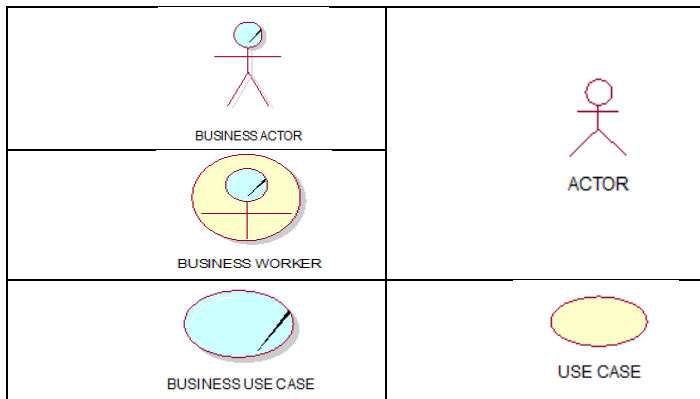 BUSINESS ACTOR
ACTOR
BUSINESS WORKER
BUSINESS USE CASE
USE CASE